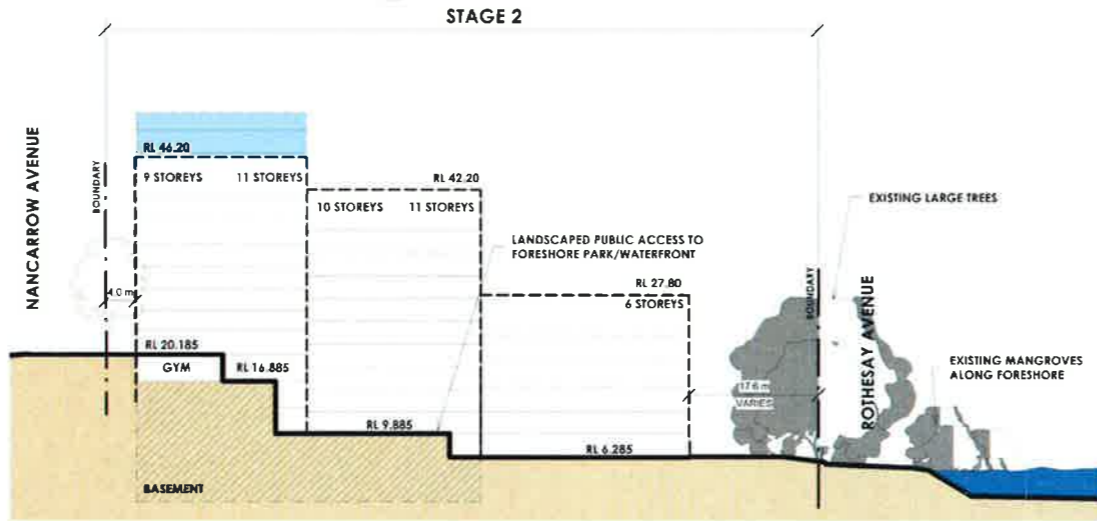 STAGE 2
NANCARROW AVENUE
BOUNDARY
RL 46.20
9 STOREYS 11 STOREYS
RL 42.20
10 STOREYS 11 STOREYS
EXISTING LARGE TREES
LANDSCAPED PUBLIC ACCESS TO
FORESHORE PARK/WATERFRONT
RL 27.80
6 STOREYS
BOUNDARY
ROTHESAY AVENUE
4.0 m
RL 20.185
GYM
RL 16.885
EXISTING MANGROVES
ALONG FORESHORE
17.6 m
VARIES
RL 9.885
RL 6.285
BASEMENT